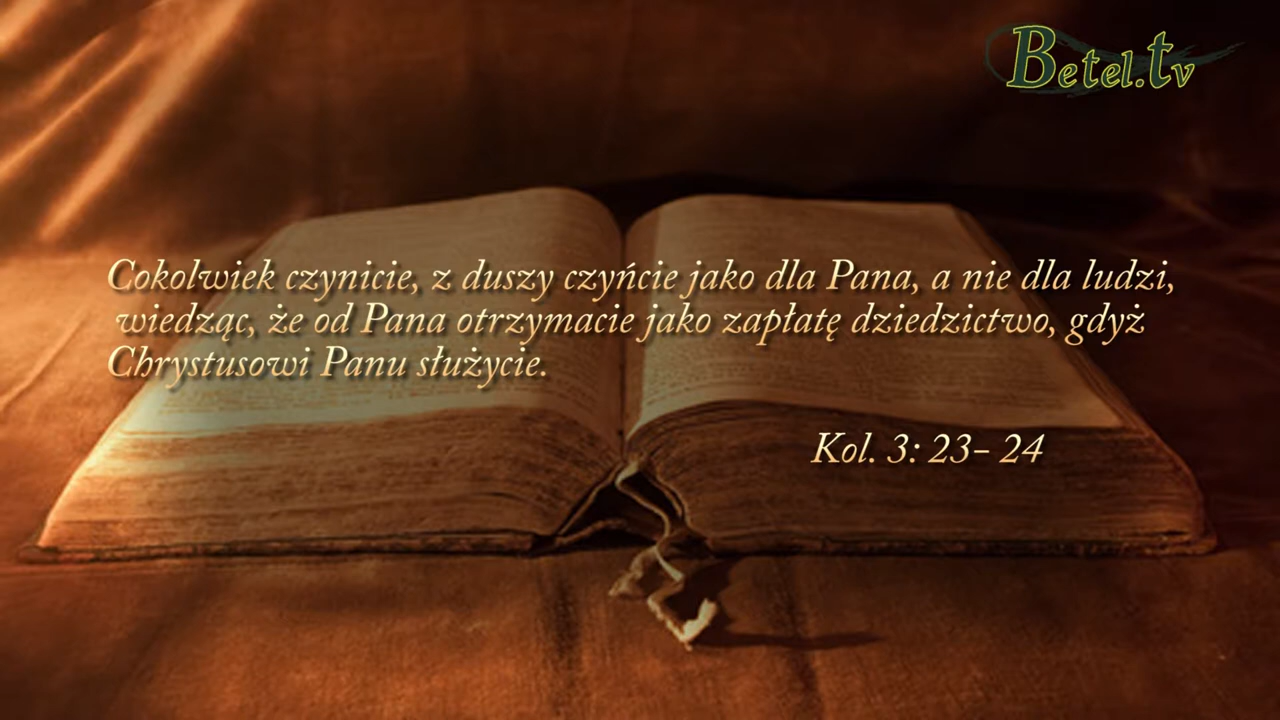 Betel.tv
Cokolwiek czynicie, z duszy czyńcie jako dla Pana, a nie dla ludzi,
wiedząc, że od Pana otrzymacie jako zapłatę dziedzictwo, gdyż
Chrystusowi Panu służycie.
Kol. 3: 23- 24